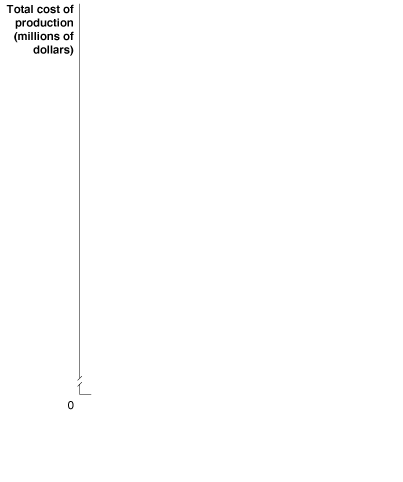 Total cost of
production
(millions of
dollars)
0